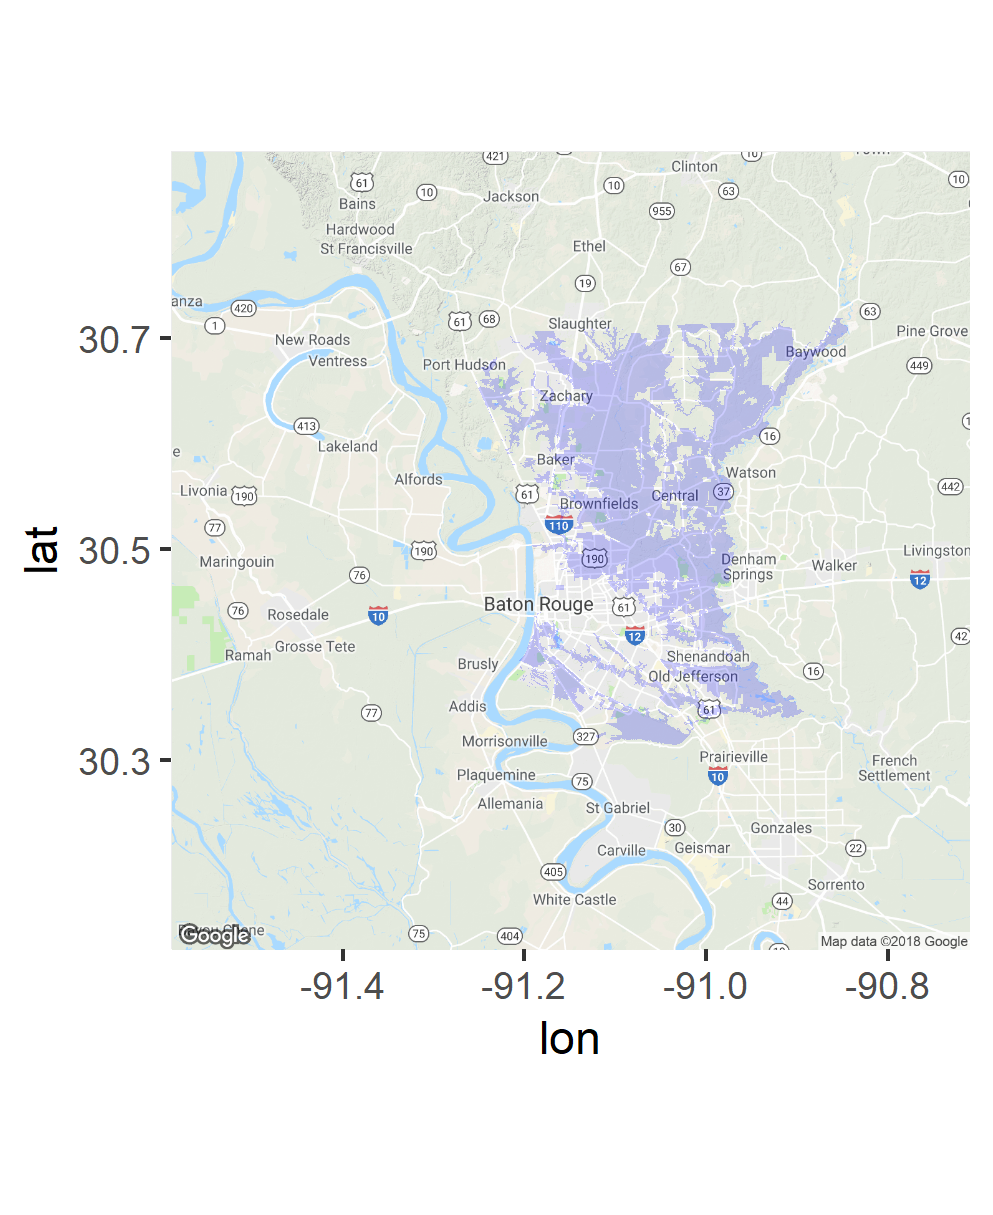 421
10
61
10
Clinton
10
Bains
Jackson
63
955
Hardwood
St Francisville
Ethel
67
19
anza
420
63
1
61
68
Slaughter
30.7
New Roads
Ventress
Port Hudson
Baywood
Pine Grove
449
Zachary
413
Lakeland
16
1
e
Baker
Watson
Alfords
Livonia
190
61
Central
37
442
Brownfields
77
110
30.5
190
190
Livingston
Maringouin
Denham
Springs
Walker
76
12
lat
76
Rosedale
10
Baton Rouge
61
12
42
Grosse Tete
Ramah
Brusly
Shenandoah
16
Old Jefferson
77
Addis
61
327
Morrisonville
30.3
Prairieville
French
Settlement
Plaquemine
75
10
Allemania
St Gabriel
30
Gonzales
Carville
Geismar
22
405
Sorrento
White Castle
44
75
404
Google
Map data ©2018 Google
-91.4
-91.2
-91.0
-90.8
lon